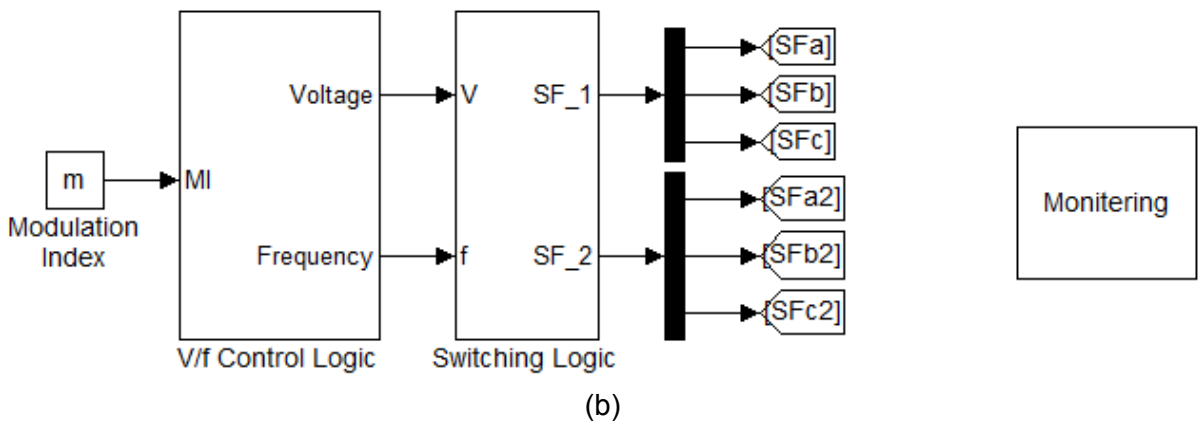 m
Modulation
Index
MI
Voltage
Frequency
V/f Control Logic
V
f
SF_1
SF_2
Switching Logic
[SFa]
[SFb]
[SFc]
[SFa2]
[SFb2]
[SFc2]
Monitering
(b)